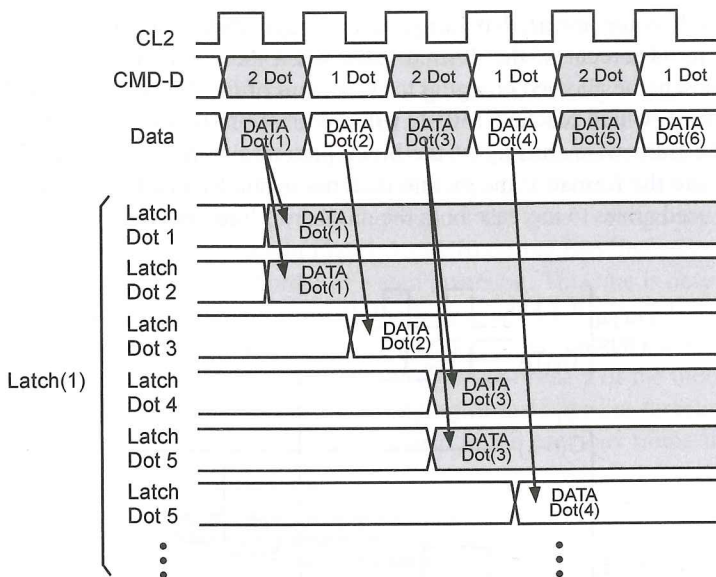 CL2
CMD-D 2 Dot 1 Dot 2 Dot 1 Dot 2 Dot 1 Dot
Data DATA Dot(1) DATA Dot(2) DATA Dot(3) DATA Dot(4) DATA Dot(5) DATA Dot(6)
Latch DATA
Dot 1 Dot(1)
Latch DATA
Dot 2 Dot(1)
Latch DATA
Dot 3 Dot(2)
Latch(1)
Latch DATA
Dot 4 Dot(3)
Latch DATA
Dot 5 Dot(3)
Latch DATA
Dot 5 Dot(4)